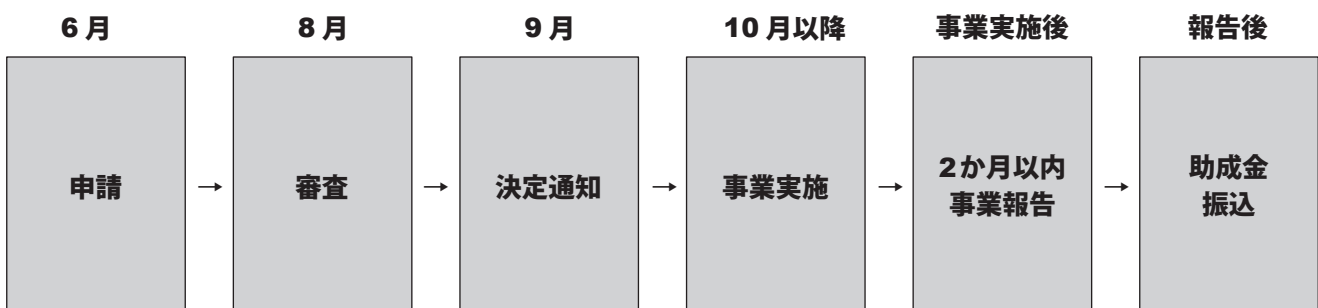 6月 8月 9月 10月以降 事業実施後 報告後
申請 → 審査 → 決定通知 → 事業実施 → 2か月以内 → 助成金
事業報告 振込